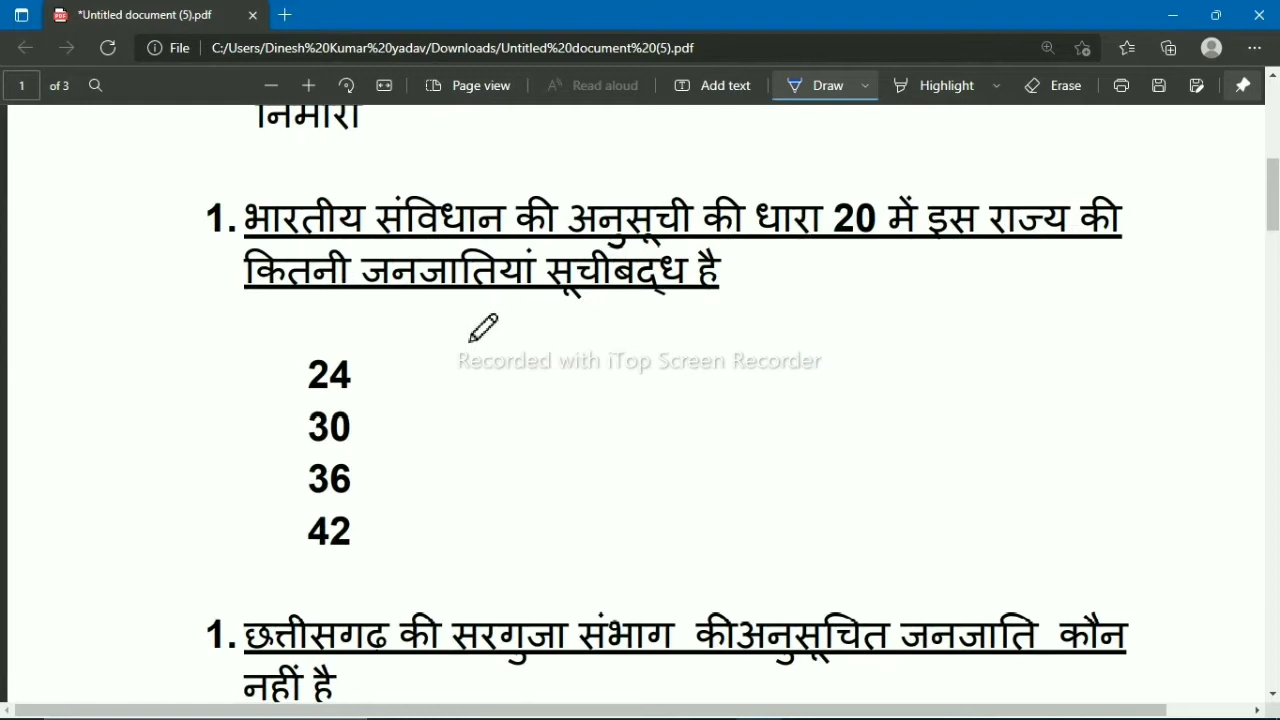 *Untitled document (5).pdf
File
C:/Users/Dinesh%20Kumar%20yadav/Downloads/Untitled%20document%20(5).pdf
1 of 3 Page view Read aloud Add text Draw Highlight Erase
1. भारतीय संविधान की अनुसूची की धारा 20 में इस राज्य की
कितनी जनजातियां सूचीबद्ध है
Recorded with iTop Screen Recorder
24
30
36
42
1. छत्तीसगढ की सरगुजा संभाग कीअनुसूचित जनजाति कौन
नहीं है